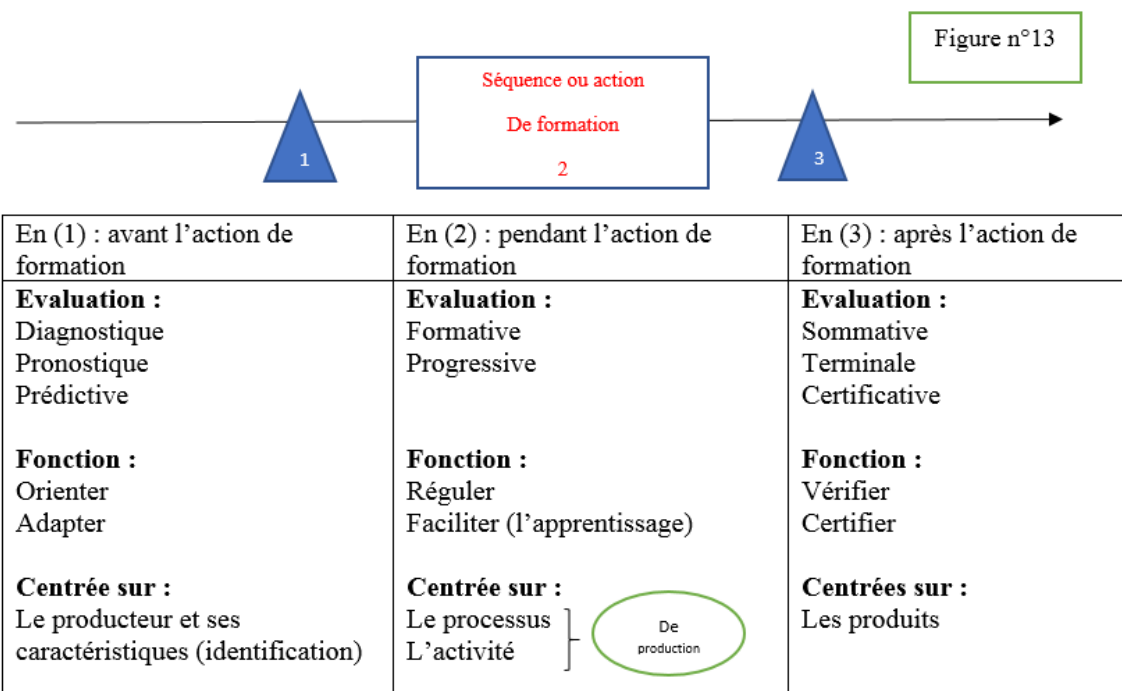 Figure n°13
Séquence ou action
De formation
2
1
3
En (1) : avant l’action de
formation
En (2) : pendant l’action de
formation
En (3) : après l’action de
formation
Evaluation :
Diagnostique
Pronostique
Prédictive
Fonction :
Orienter
Adapter
Centrée sur :
Le producteur et ses
caractéristiques (identification)
Evaluation :
Formative
Progressive
Fonction :
Réguler
Faciliter (l’apprentissage)
Centrée sur :
Le processus
L’activité
De
production
Evaluation :
Sommative
Terminale
Certificative
Fonction :
Vérifier
Certifier
Centrées sur :
Les produits